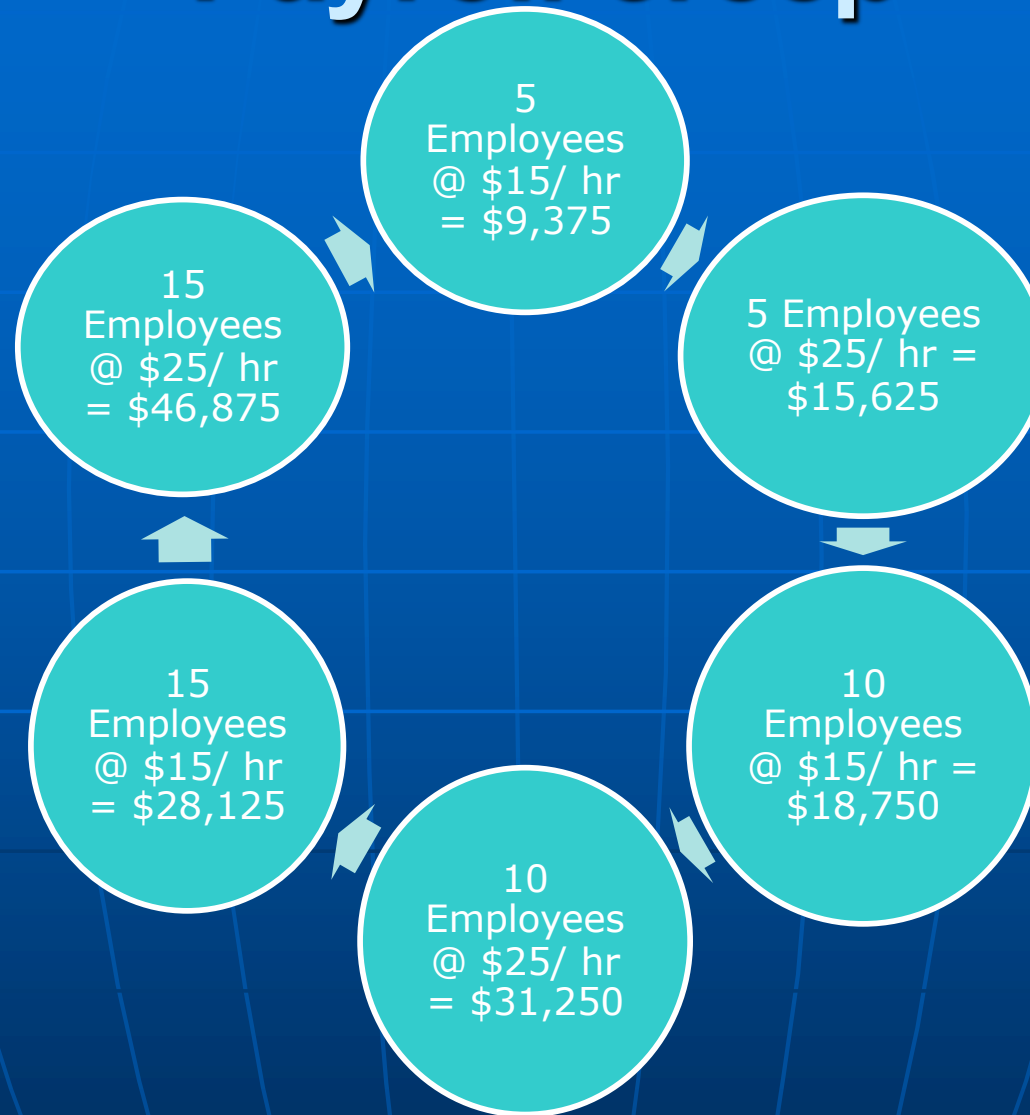 5
Employees
@ $15/ hr
= $9,375
5 Employees
@ $25/ hr =
$15,625
10
Employees
@ $15/ hr =
$18,750
10
Employees
@ $25/ hr
= $31,250
15
Employees
@ $15/ hr
= $28,125
15
Employees
@ $25/ hr
= $46,875